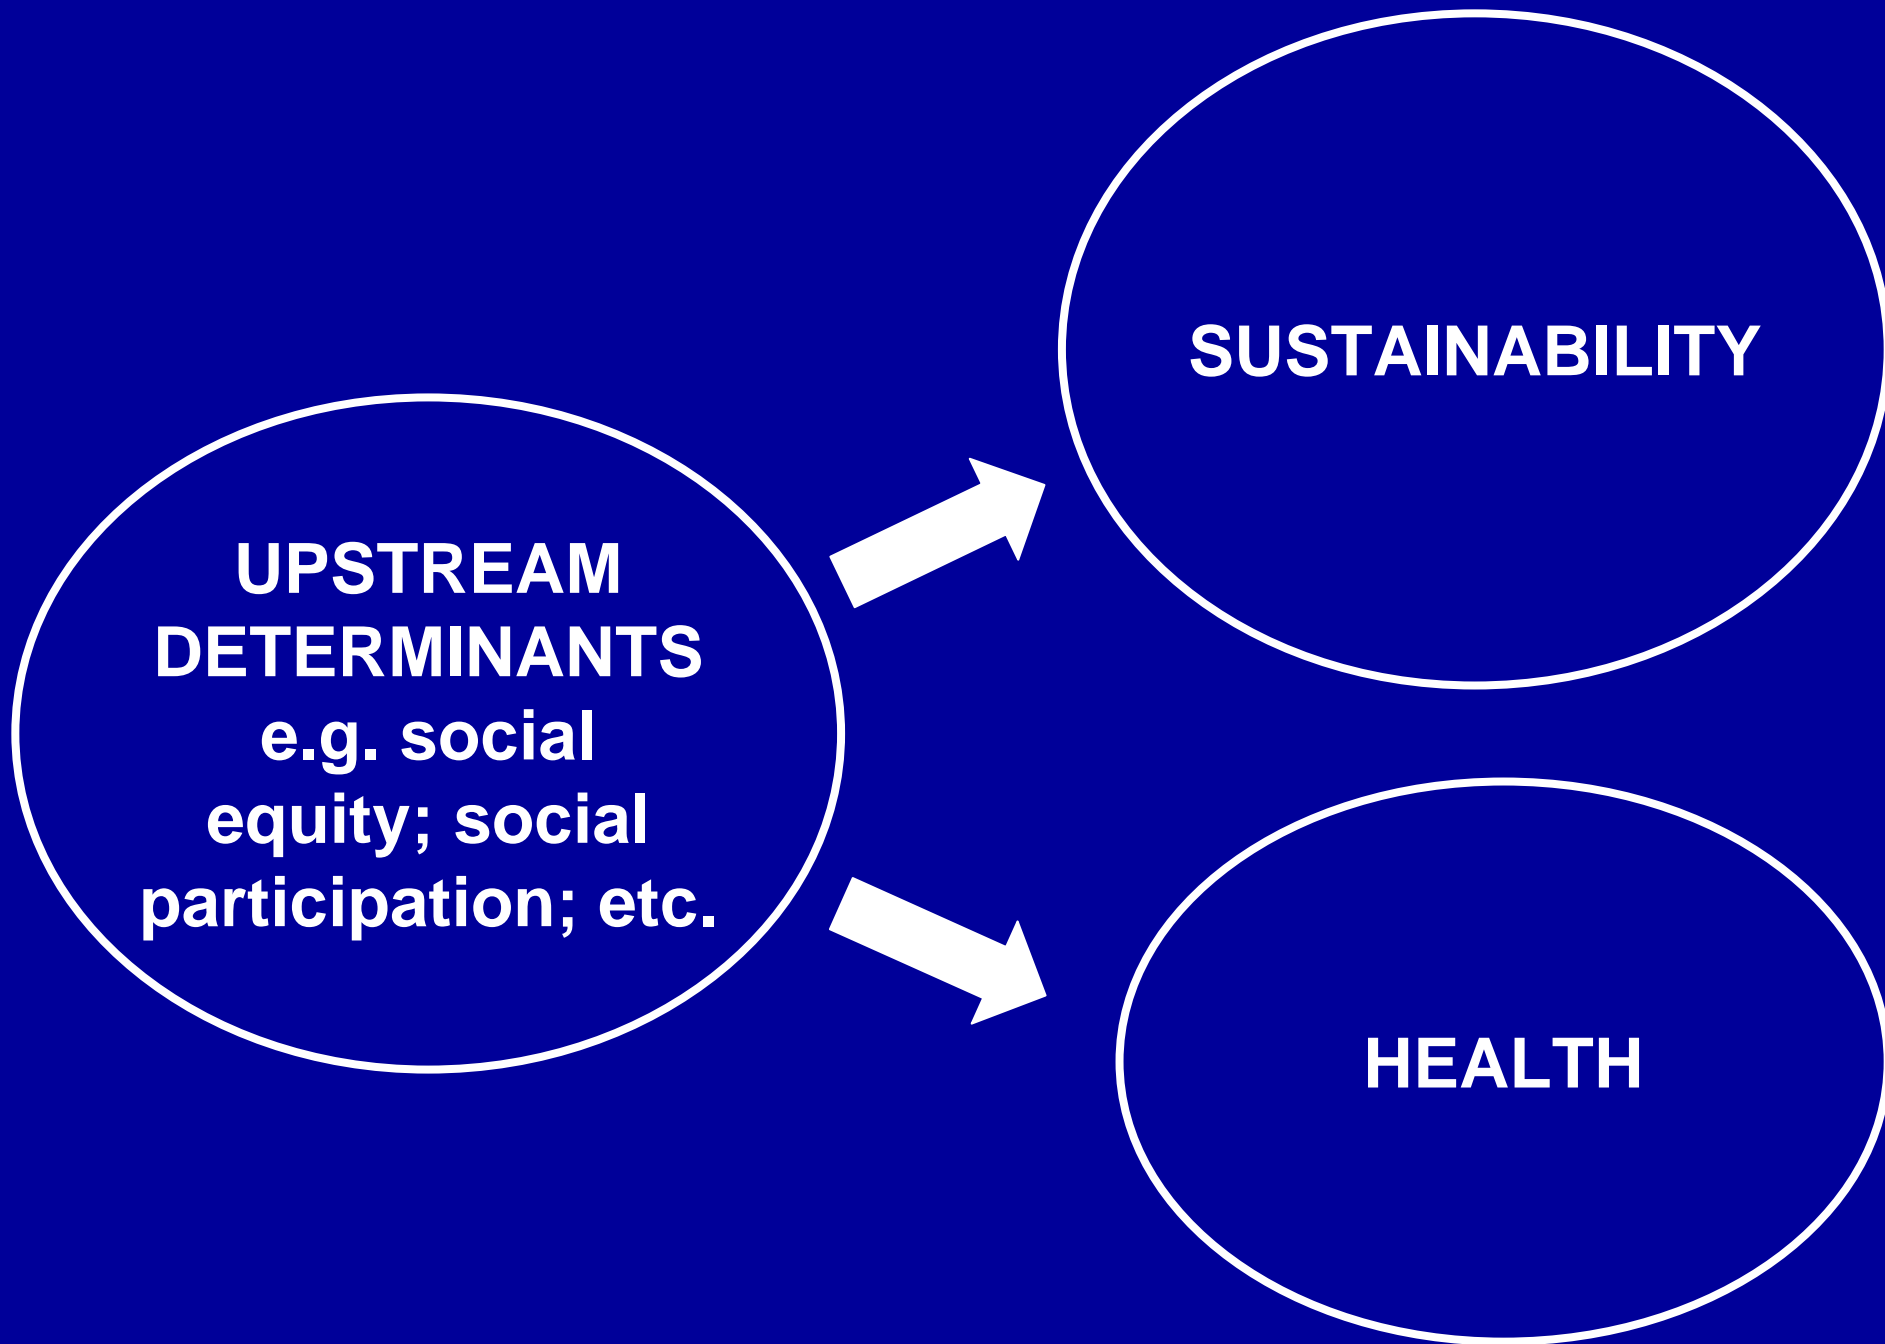 SUSTAINABILITY
UPSTREAM
DETERMINANTS
e.g. social
equity; social
participation; etc.
HEALTH